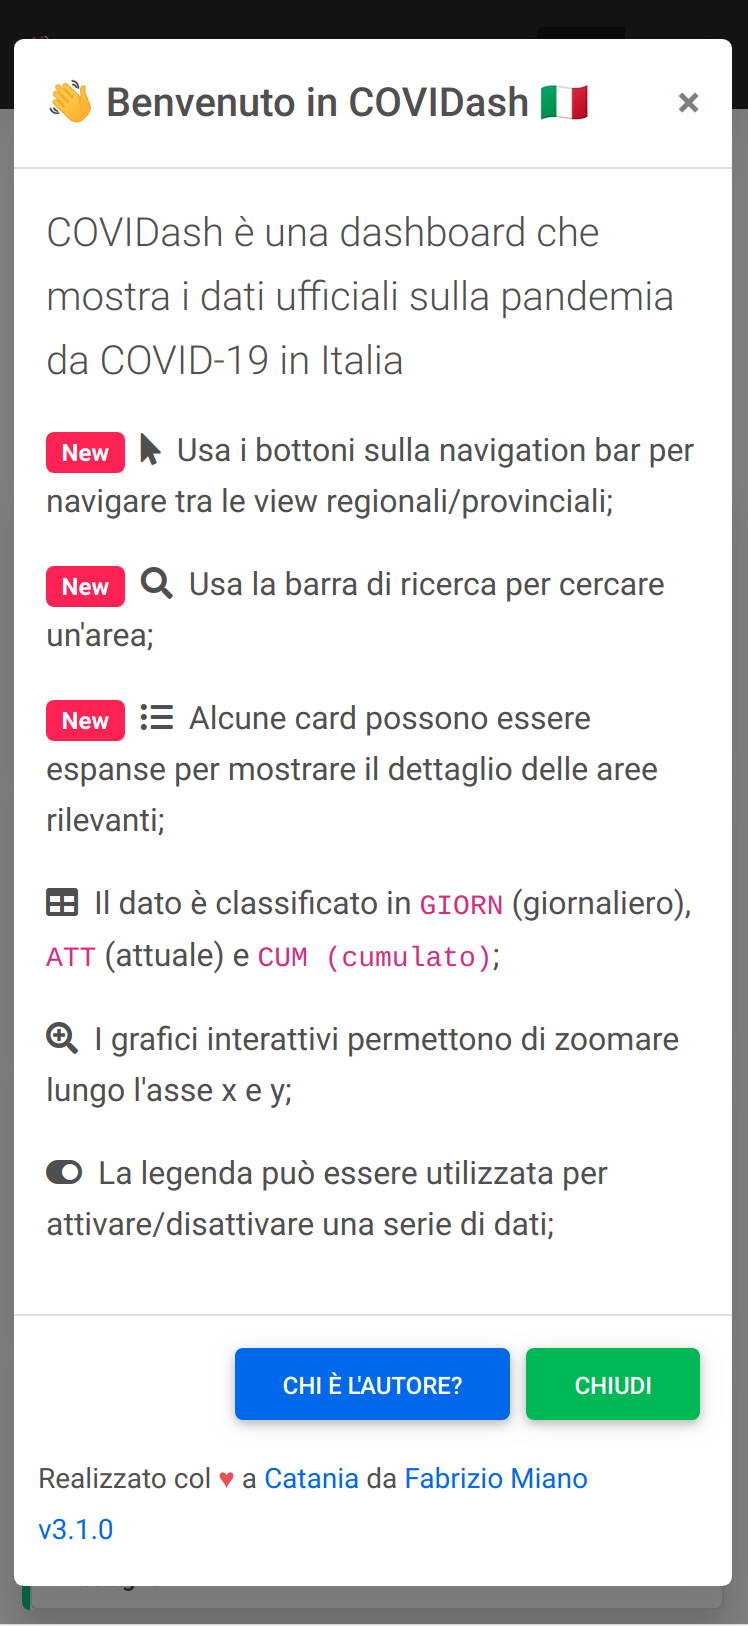 👋 Benvenuto in COVIDash 🇮🇹 ×
COVIDash è una dashboard che
mostra i dati ufficiali sulla pandemia
da COVID-19 in Italia
New Usa i bottoni sulla navigation bar per
navigare tra le view regionali/provinciali;
New Usa la barra di ricerca per cercare
un'area;
New Alcune card possono essere
espanse per mostrare il dettaglio delle aree
rilevanti;
Il dato è classificato in GIORN (giornaliero),
ATT (attuale) e CUM (cumulato);
I grafici interattivi permettono di zoomare
lungo l'asse x e y;
La legenda può essere utilizzata per
attivare/disattivare una serie di dati;
CHI È L'AUTORE? CHIUDI
Realizzato col ♥ a Catania da Fabrizio Miano
v3.1.0